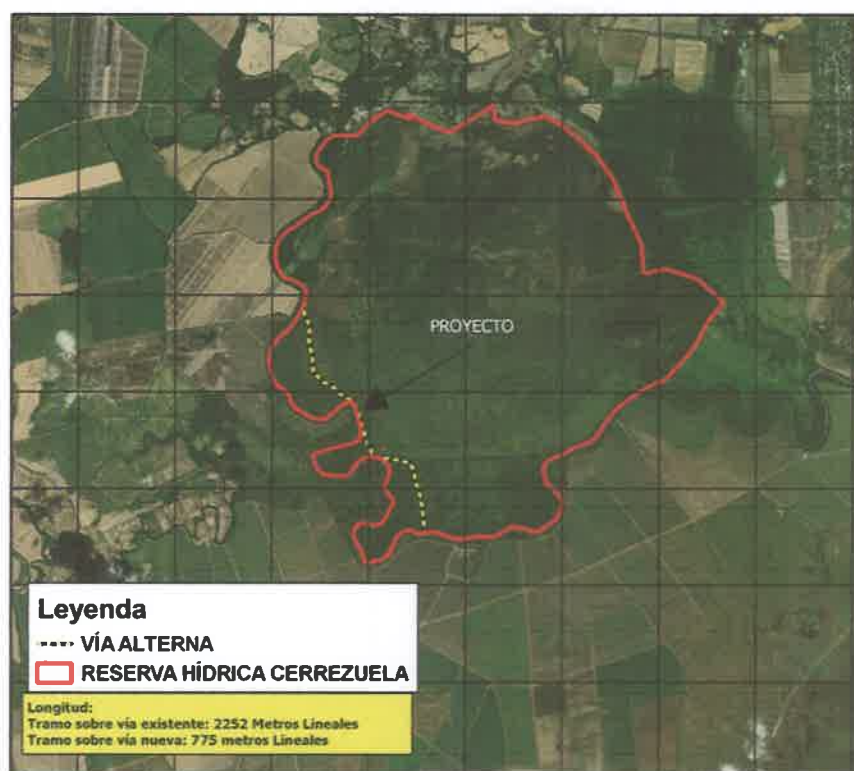 PROYECTO
Leyenda
VÍA ALTERNA
RESERVA HÍDRICA CERREZUELA
Longitud:
Tramo sobre vía existente: 2252 Metros Lineales
Tramo sobre vía nueva: 775 metros Lineales